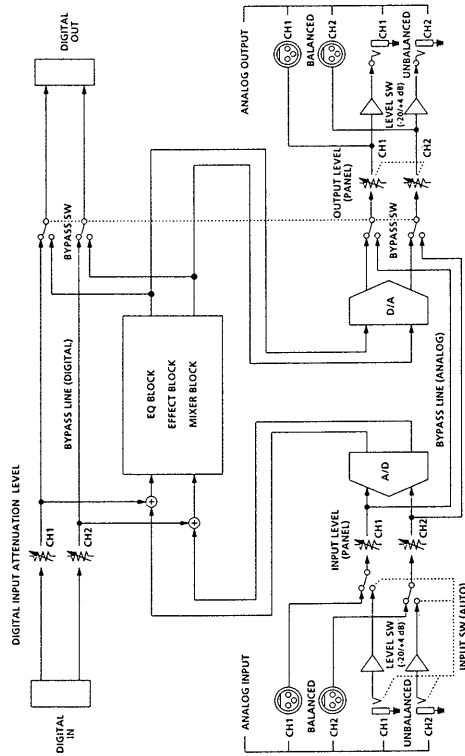 DIGITAL
IN
DIGITAL INPUT ATTENUATION LEVEL
CH1
CH2
BYPASS LINE (DIGITAL)
BYPASS SW
DIGITAL
OUT
EQ BLOCK
EFFECT BLOCK
MIXER BLOCK
ANALOG INPUT
CH1
BALANCED
CH2
CH1
UNBALANCED
CH2
LEVEL SW
(-20/+4 dB)
INPUT SW (AUTO)
INPUT LEVEL
(PANEL)
CH1
CH2
A/D
BYPASS LINE (ANALOG)
D/A
BYPASS SW
OUTPUT LEVEL
(PANEL)
CH1
CH2
LEVEL SW
(-20/+4 dB)
ANALOG OUTPUT
CH1
BALANCED
CH2
CH1
UNBALANCED
CH2